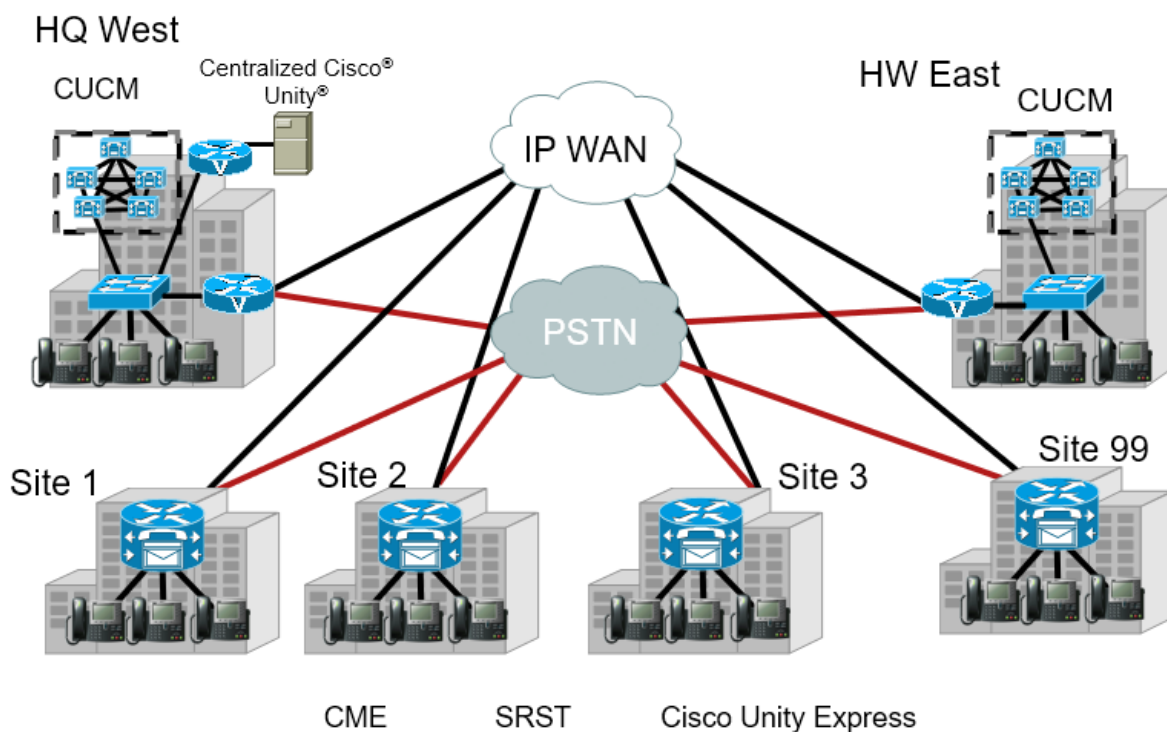 HQ West
Centralized Cisco®
Unity®
CUCM
HW East
CUCM
IP WAN
PSTN
Site 1
Site 2
Site 3
Site 99
CME
SRST
Cisco Unity Express